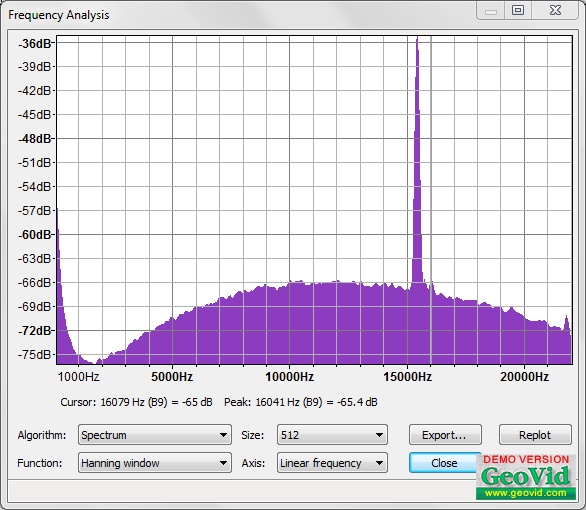 Frequency Analysis
-36dB
-39dB
-42dB
-45dB
-48dB
-51dB
-54dB
-57dB
-60dB
-63dB
-66dB
-69dB
-72dB
-75dB
1000Hz 5000Hz 10000Hz 15000Hz 20000Hz
Cursor: 16079 Hz (B9) = -65 dB Peak: 16041 Hz (B9) = -65.4 dB
Algorithm: Spectrum Size: 512 Export... Replot
Function: Hanning window Axis: Linear frequency Close
DEMO VERSION
GeoVid
www.geovid.com